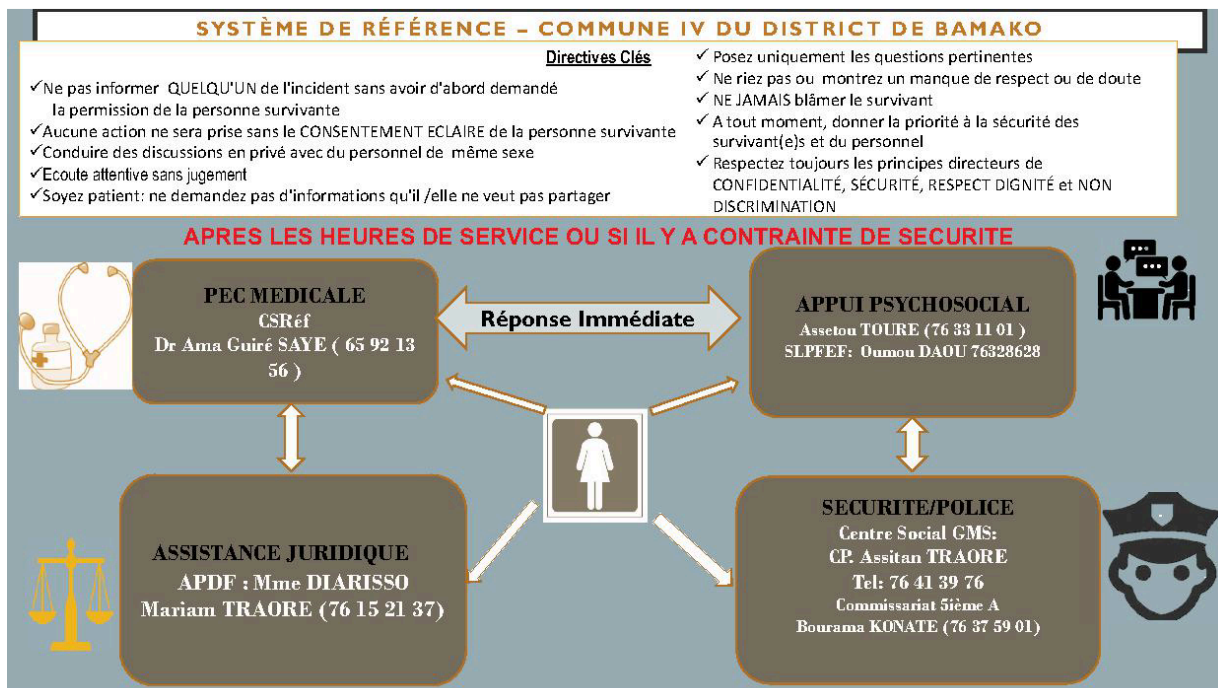 SYSTÈME DE RÉFÉRENCE – COMMUNE IV DU DISTRICT DE BAMAKO
Directives Clés
✓Ne pas informer QUELQU'UN de l'incident sans avoir d'abord demandé
la permission de la personne survivante
✓Aucune action ne sera prise sans le CONSENTEMENT ECLAIRE de la personne survivante
✓Conduire des discussions en privé avec du personnel de même sexe
✓Ecoute attentive sans jugement
✓Soyez patient: ne demandez pas d'informations qu'il /elle ne veut pas partager
✓ Posez uniquement les questions pertinentes
✓ Ne riez pas ou montrez un manque de respect ou de doute
✓ NE JAMAIS blâmer le survivant
✓ A tout moment, donner la priorité à la sécurité des
survivant(e)s et du personnel
✓ Respectez toujours les principes directeurs de
CONFIDENTIALITÉ, SÉCURITÉ, RESPECT DIGNITÉ et NON
DISCRIMINATION
APRES LES HEURES DE SERVICE OU SI IL Y A CONTRAINTE DE SECURITE
PEC MEDICALE
CSRéf
Dr Ama Guiré SAYE ( 65 92 13
56 )
Réponse Immédiate
APPUI PSYCHOSOCIAL
Assetou TOURE (76 33 11 01 )
SLPFEF: Oumou DAOU 76328628
ASSISTANCE JURIDIQUE
APDF : Mme DIARISSO
Mariam TRAORE (76 15 21 37)
SECURITE/POLICE
Centre Social GMS:
CP. Assitan TRAORE
Tel: 76 41 39 76
Commissariat 5ième A
Bourama KONATE (76 37 59 01)